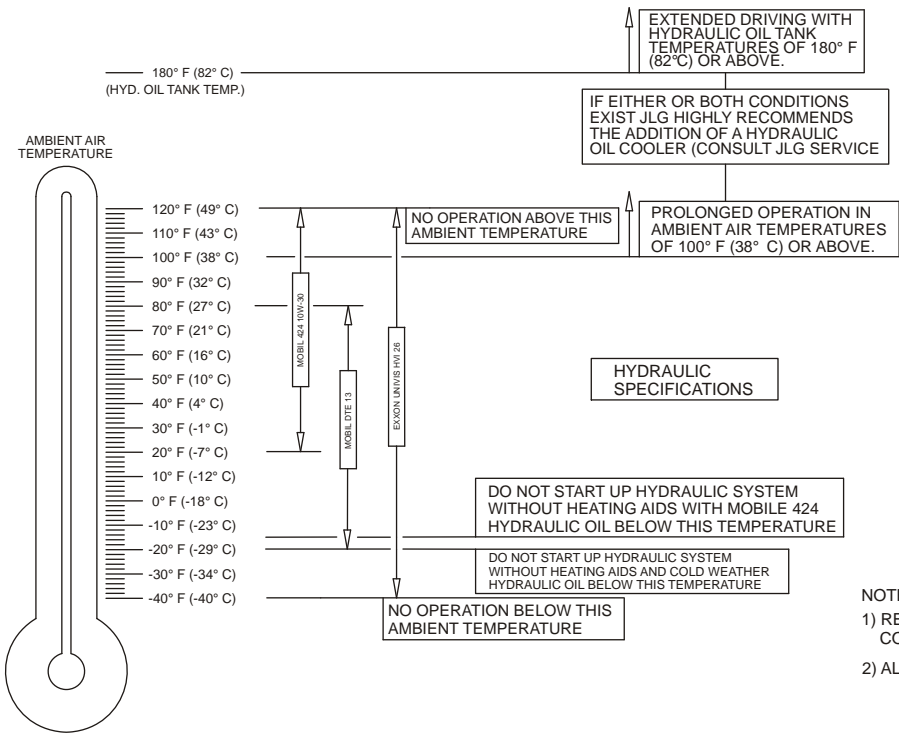 EXTENDED DRIVING WITH
HYDRAULIC OIL TANK
TEMPERATURES OF 180° F
(82°C) OR ABOVE.
180° F (82° C)
(HYD. OIL TANK TEMP.)
IF EITHER OR BOTH CONDITIONS
EXIST JLG HIGHLY RECOMMENDS
THE ADDITION OF A HYDRAULIC
OIL COOLER (CONSULT JLG SERVICE
AMBIENT AIR
TEMPERATURE
120° F (49° C)
110° F (43° C)
100° F (38° C)
90° F (32° C)
80° F (27° C)
70° F (21° C)
60° F (16° C)
50° F (10° C)
40° F (4° C)
30° F (-1° C)
20° F (-7° C)
10° F (-12° C)
0° F (-18° C)
-10° F (-23° C)
-20° F (-29° C)
-30° F (-34° C)
-40° F (-40° C)
NO OPERATION ABOVE THIS
AMBIENT TEMPERATURE
PROLONGED OPERATION IN
AMBIENT AIR TEMPERATURES
OF 100° F (38° C) OR ABOVE.
MOBIL 424 10W-30
MOBIL DTE 13
EXXON UNIVIS HVI 26
HYDRAULIC
SPECIFICATIONS
DO NOT START UP HYDRAULIC SYSTEM
WITHOUT HEATING AIDS WITH MOBILE 424
HYDRAULIC OIL BELOW THIS TEMPERATURE
DO NOT START UP HYDRAULIC SYSTEM
WITHOUT HEATING AIDS AND COLD WEATHER
HYDRAULIC OIL BELOW THIS TEMPERATURE
NO OPERATION BELOW THIS
AMBIENT TEMPERATURE
1)
2)